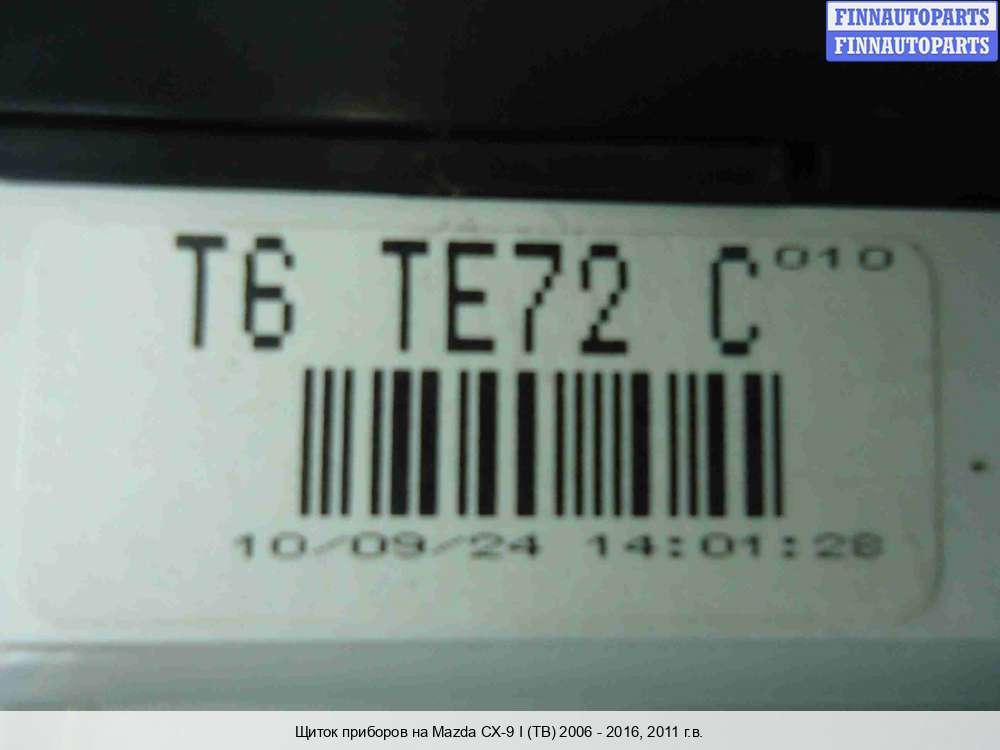 FINNAUTOPARTS
FINNAUTOPARTS
T6 TE72 C 010
10/09/24 14:01:28
Щиток приборов на Mazda CX-9 I (TB) 2006 - 2016, 2011 г.в.